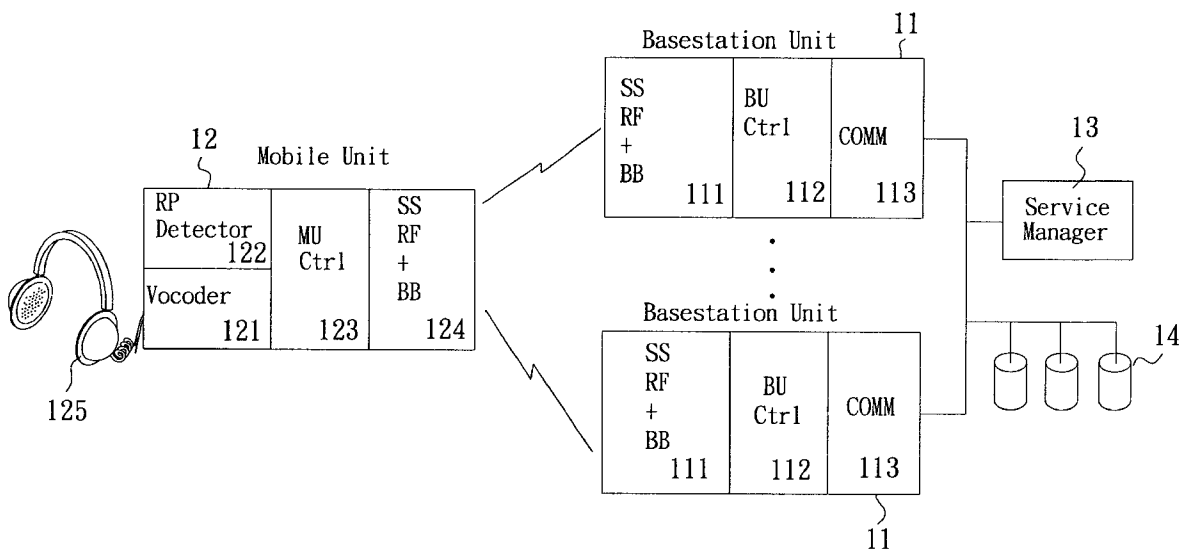 11
Basestation Unit
SS
RF
+
BB
111
BU
Ctrl
112
COMM
113
12
Mobile Unit
RP
Detector
122
Vocoder
121
MU
Ctrl
123
SS
RF
+
BB
124
125
13
Service
Manager
14
Basestation Unit
SS
RF
+
BB
111
BU
Ctrl
112
COMM
113
11